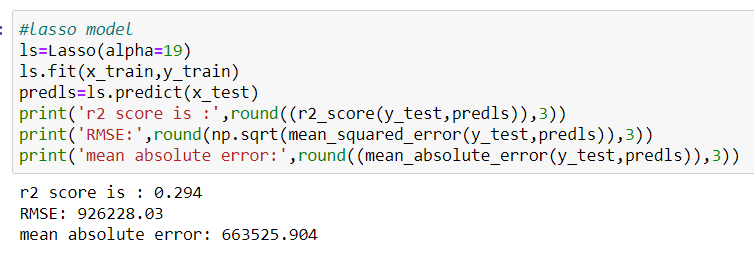 #lasso model
ls=Lasso(alpha=19)
ls.fit(x_train,y_train)
predls=ls.predict(x_test)
print('r2 score is :',round((r2_score(y_test,predls)),3))
print('RMSE:',round(np.sqrt(mean_squared_error(y_test,predls)),3))
print('mean absolute error:',round((mean_absolute_error(y_test,predls)),3))
r2 score is : 0.294
RMSE: 926228.03
mean absolute error: 663525.904